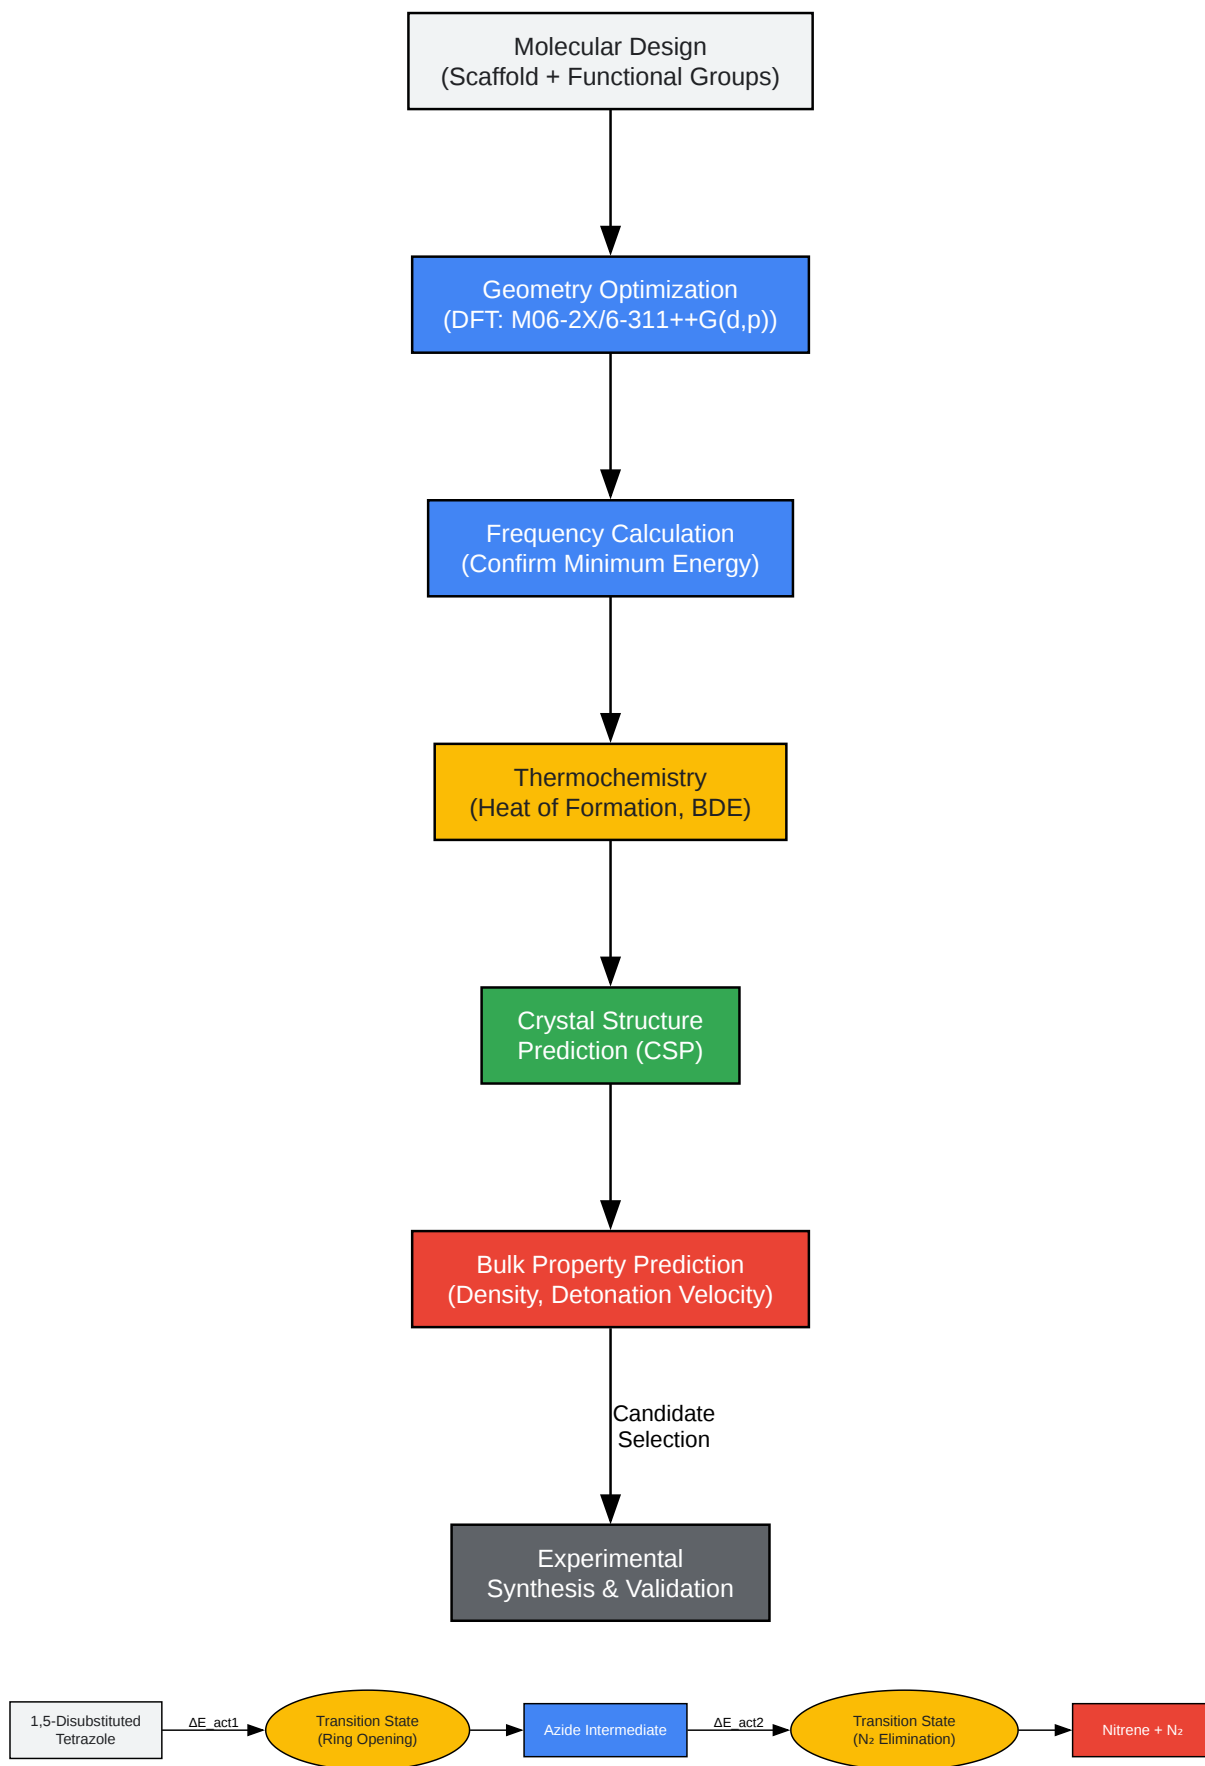 Molecular Design
(Scaffold + Functional Groups)
Geometry Optimization
(DFT: M06-2X/6-311++G(d,p))
Frequency Calculation
(Confirm Minimum Energy)
Thermochemistry
(Heat of Formation, BDE)
Crystal Structure
Prediction (CSP)
Bulk Property Prediction
(Density, Detonation Velocity)
Candidate
Selection
Experimental
Synthesis & Validation
1,5-Disubstituted
Tetrazole
ΔE_act1
Transition State
(Ring Opening)
Azide Intermediate
ΔE_act2
Transition State
(N₂ Elimination)
Nitrene + N₂